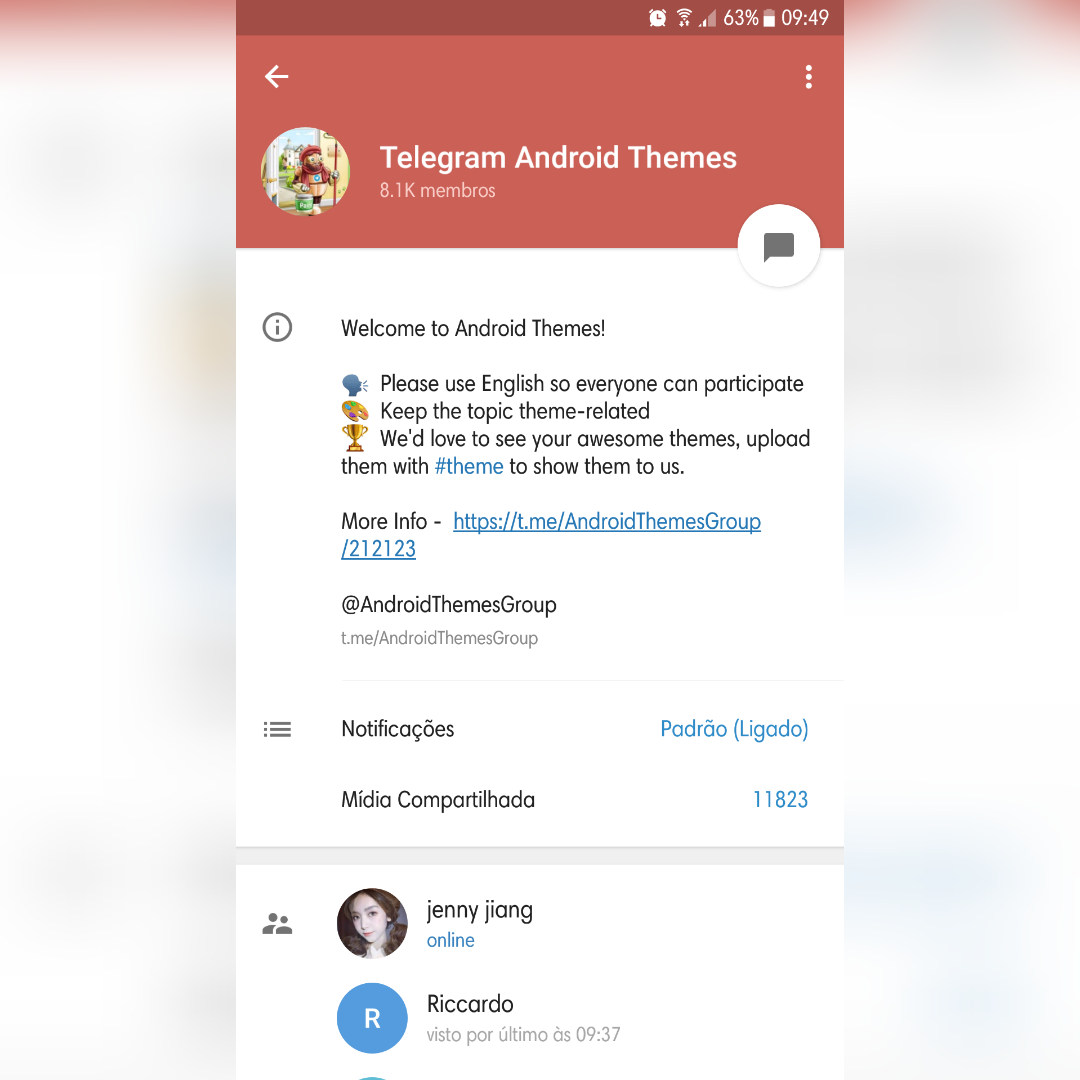 63% 09:49
Telegram Android Themes
8.1K membros
Welcome to Android Themes!
🗣 Please use English so everyone can participate
🎨 Keep the topic theme-related
🏆 We'd love to see your awesome themes, upload
them with #theme to show them to us.
More Info - https://t.me/AndroidThemesGroup
/212123
@AndroidThemesGroup
t.me/AndroidThemesGroup
Notificações Padrão (Ligado)
Mídia Compartilhada 11823
jenny jiang
online
R
Riccardo
visto por último às 09:37